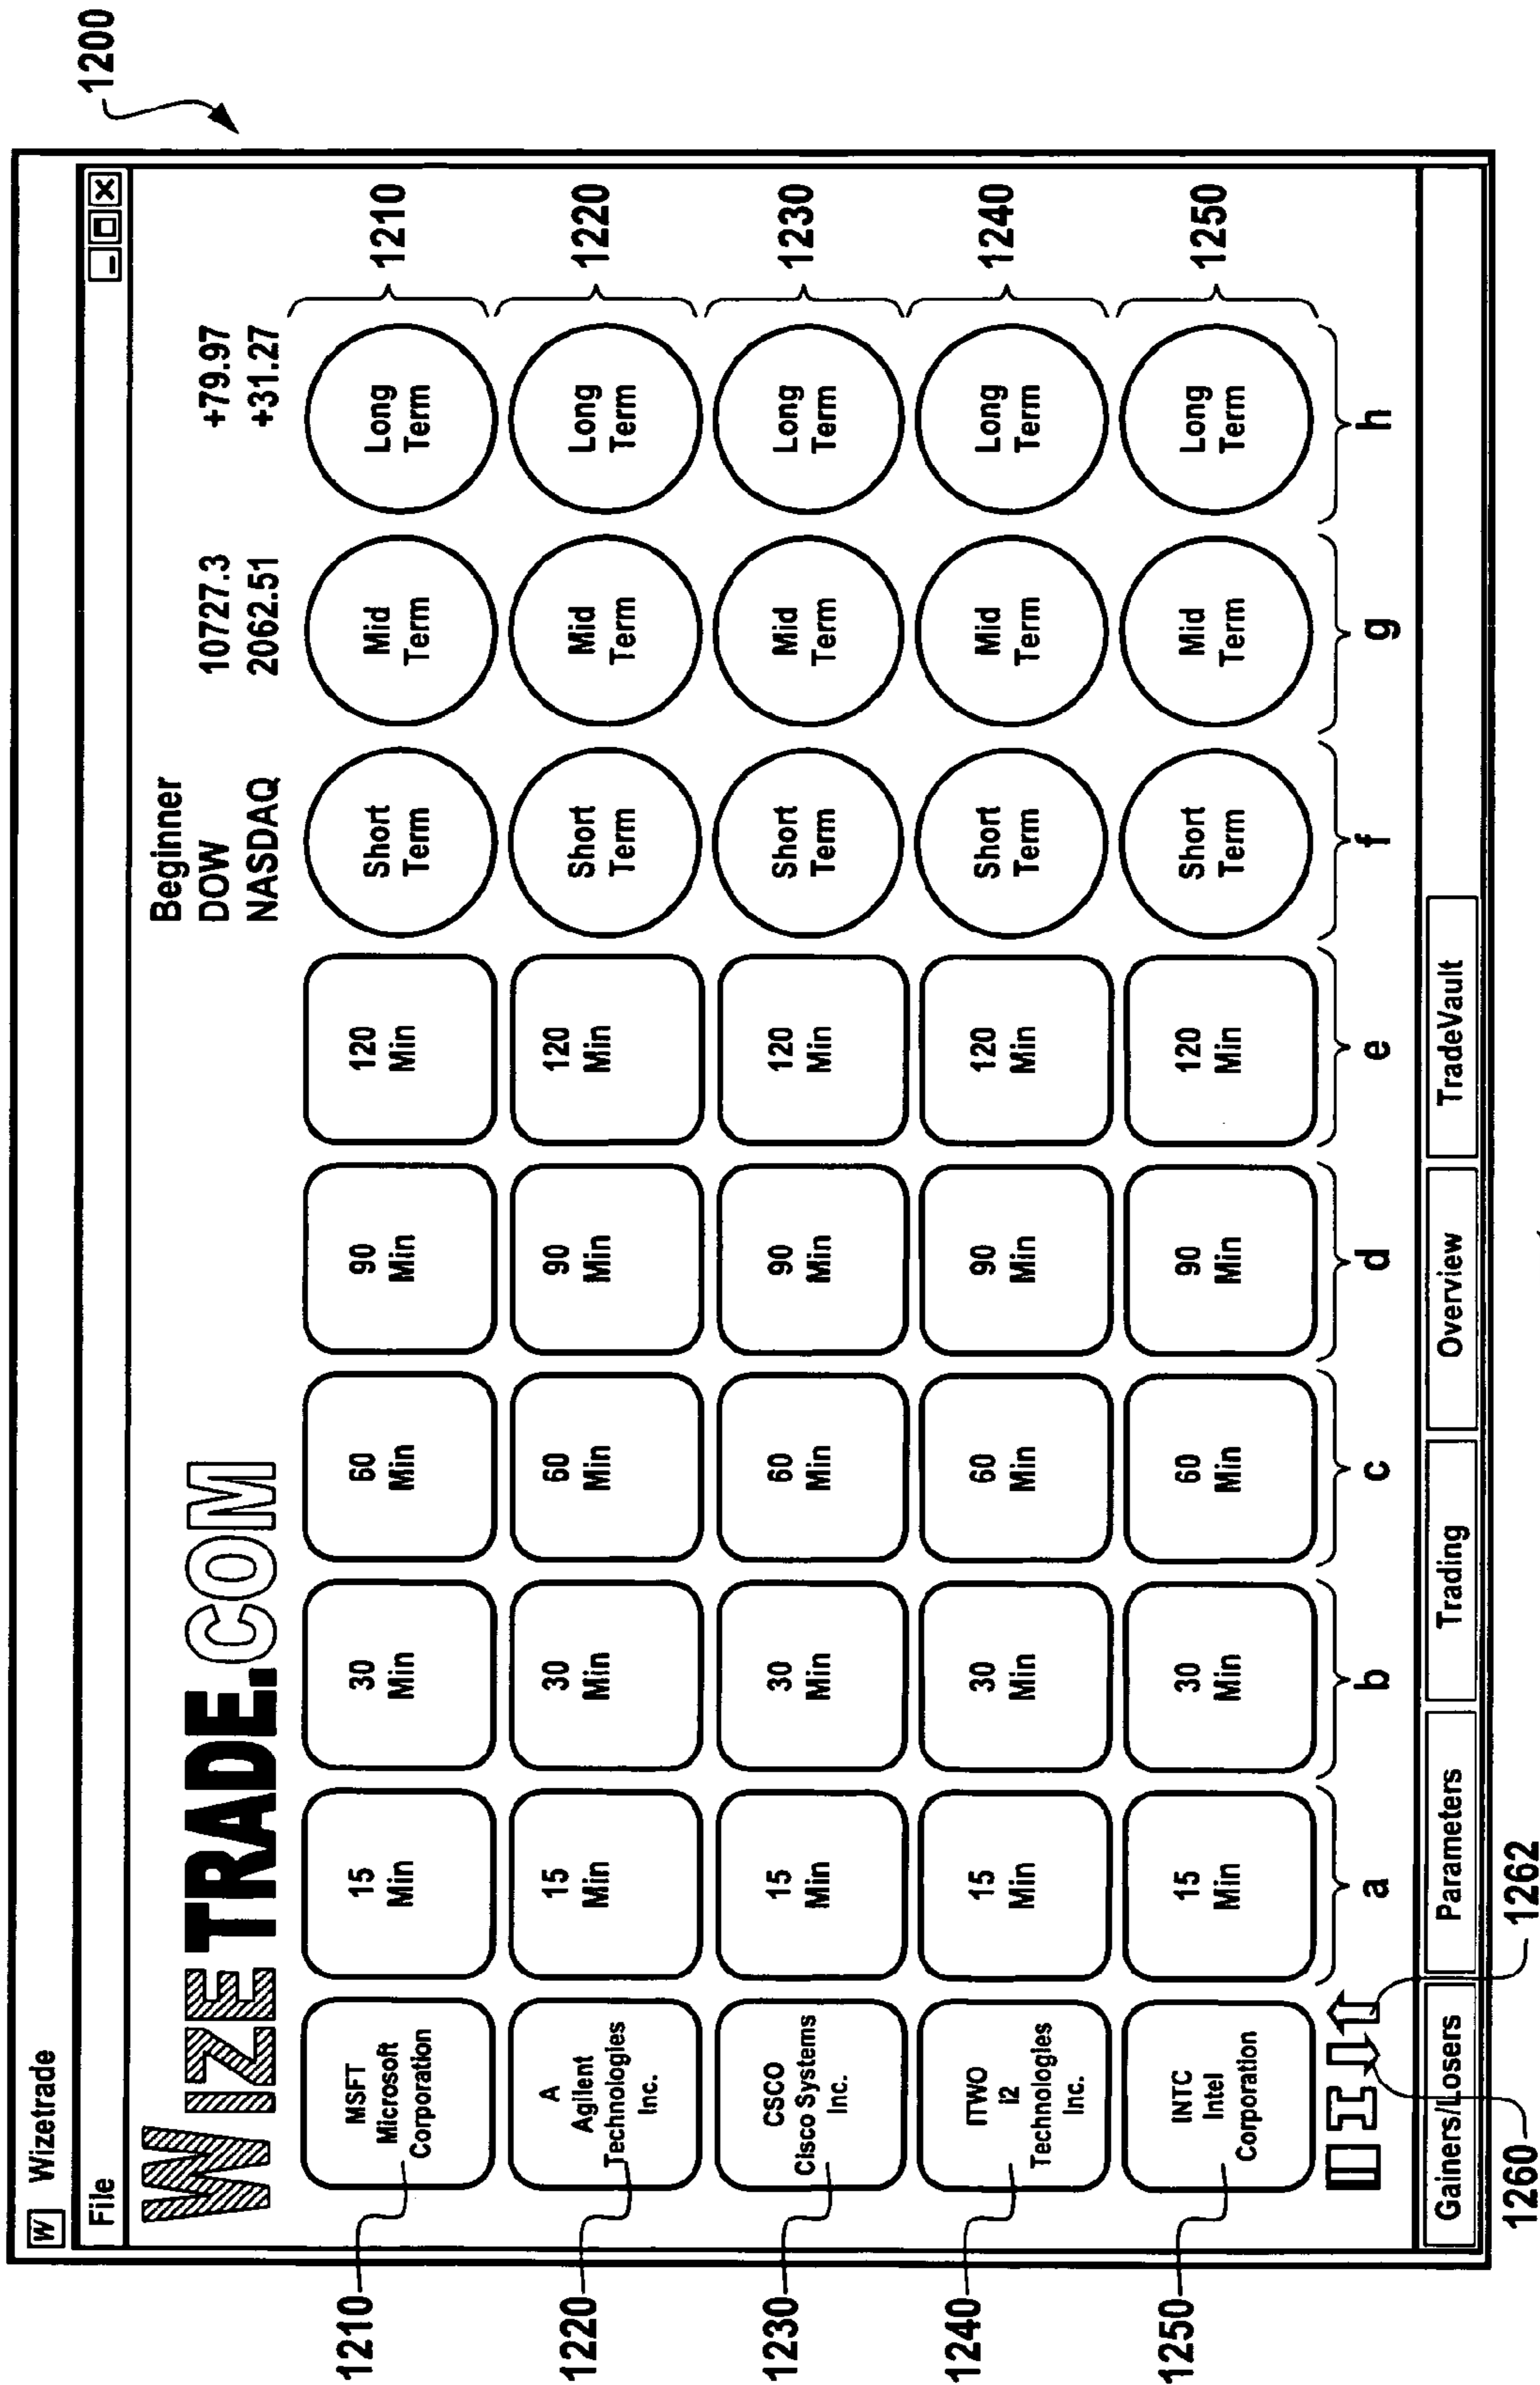 1200
W Wizetrade
File
WIZETRADE.COM
Beginner
DOW 10727.3 +79.97
NASDAQ 2062.51 +31.27
1210
MSFT
Microsoft
Corporation
15
Min
30
Min
60
Min
90
Min
120
Min
Short
Term
Mid
Term
Long
Term
1210
1220
A
Agilent
Technologies
Inc.
15
Min
30
Min
60
Min
90
Min
120
Min
Short
Term
Mid
Term
Long
Term
1220
1230
CSCO
Cisco Systems
Inc.
15
Min
30
Min
60
Min
90
Min
120
Min
Short
Term
Mid
Term
Long
Term
1230
1240
ITWO
i2
Technologies
Inc.
15
Min
30
Min
60
Min
90
Min
120
Min
Short
Term
Mid
Term
Long
Term
1240
1250
INTC
Intel
Corporation
15
Min
30
Min
60
Min
90
Min
120
Min
Short
Term
Mid
Term
Long
Term
1250
a b c d e f g h
Gainers/Losers Parameters Trading Overview TradeVault
1260 1262